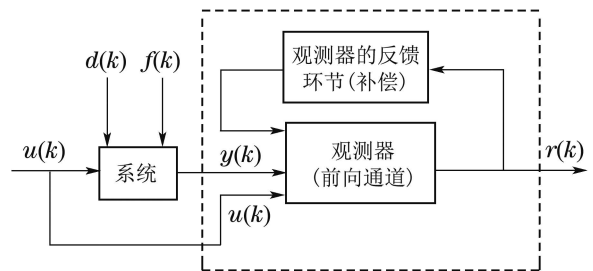 观测器的反馈
环节(补偿)
d(k) f(k)
u(k)
系统
y(k)
观测器
(前向通道)
r(k)
u(k)